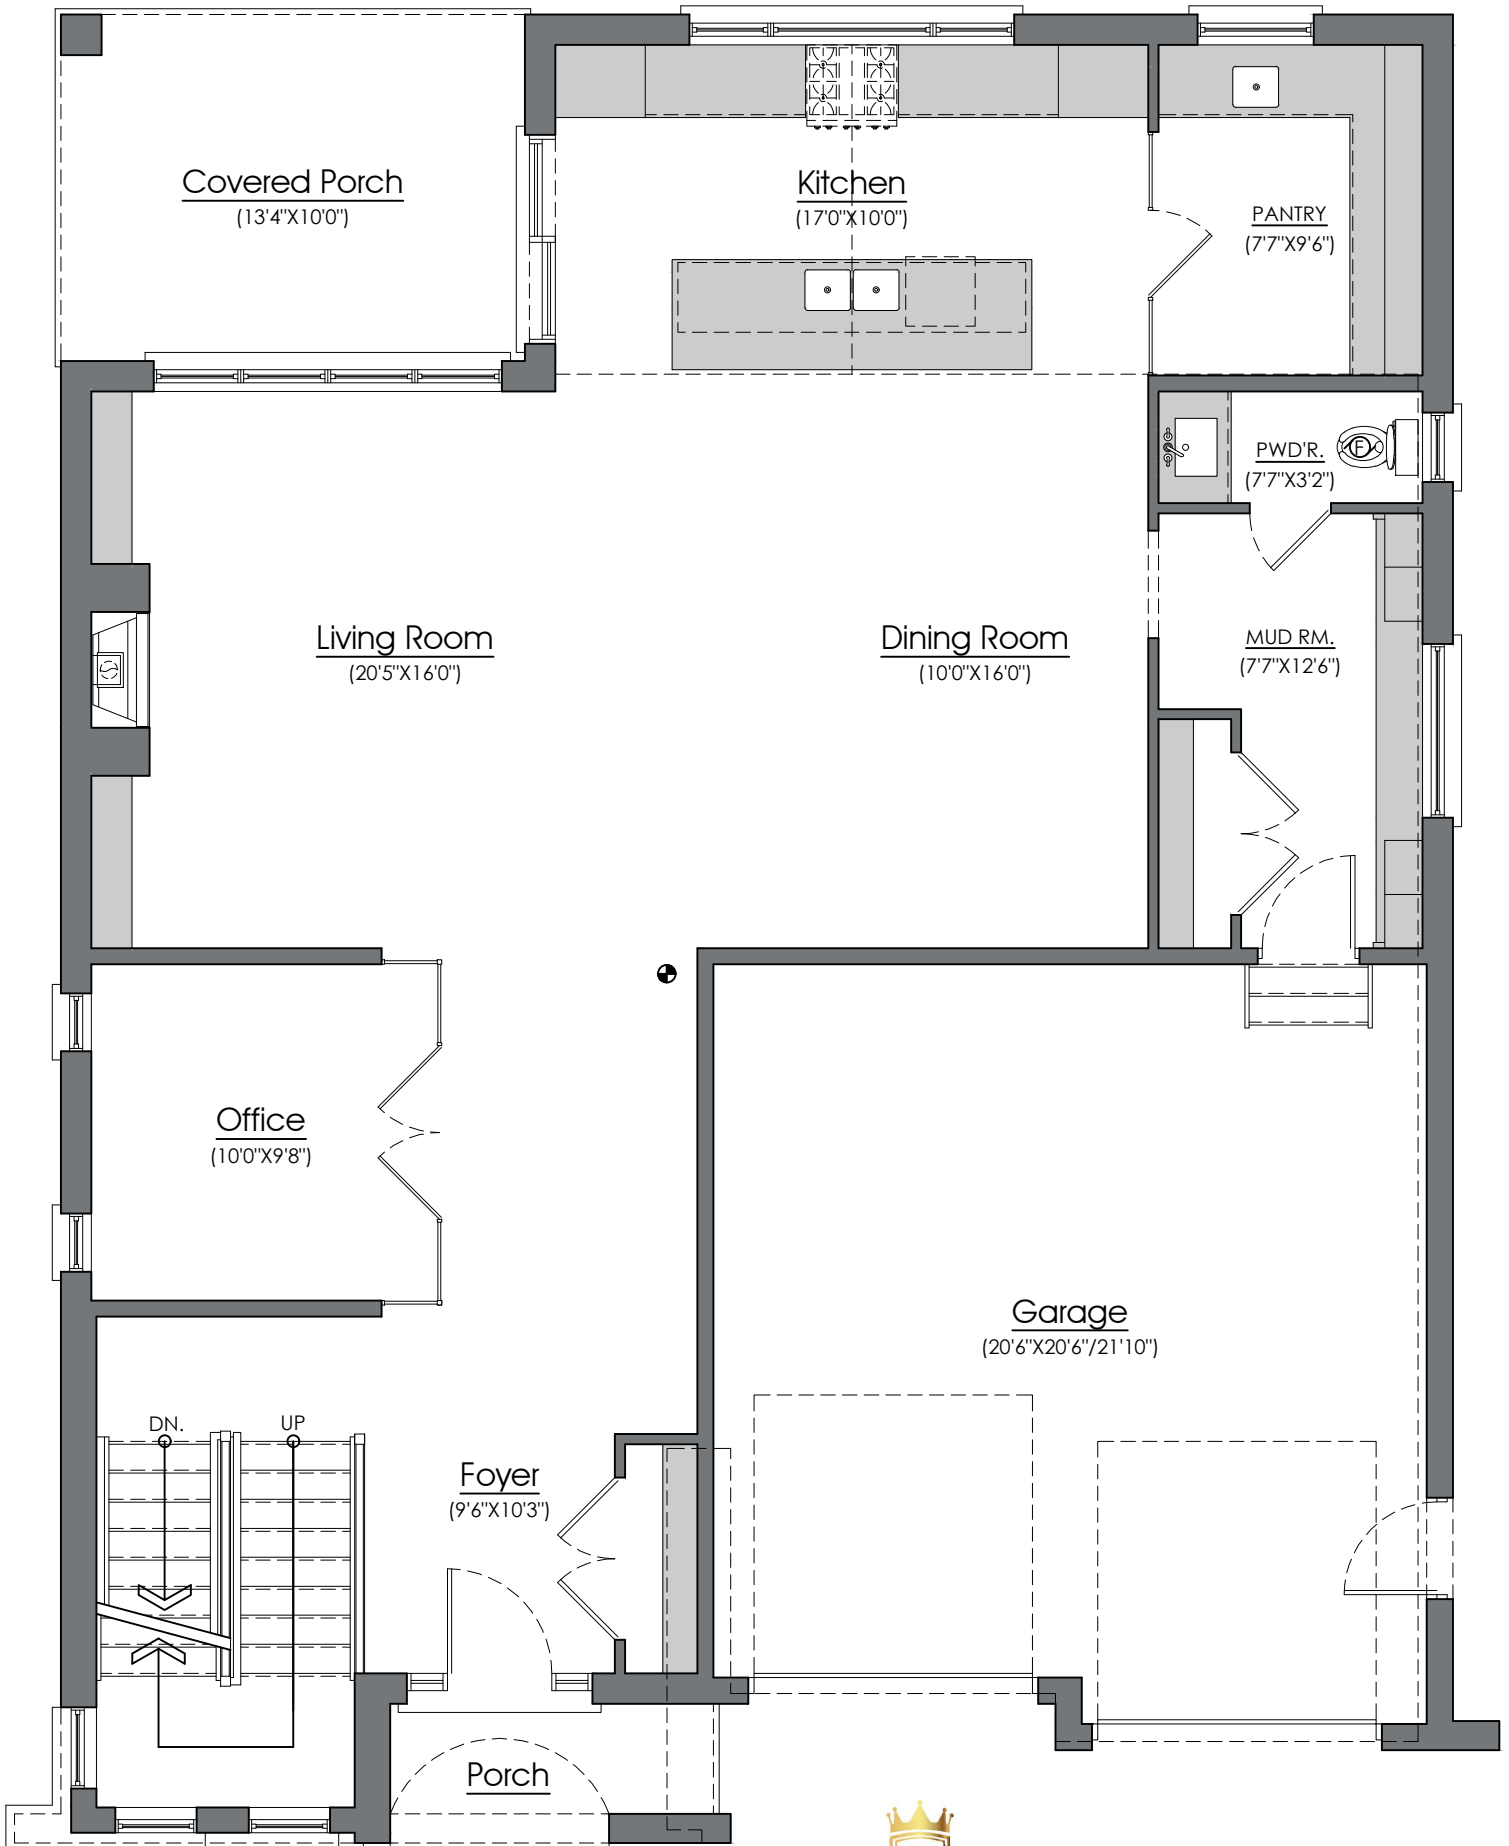 Covered Porch
(13'4"X10'0")
Kitchen
(17'0"X10'0")
PANTRY
(7'7"X9'6")
PWD'R.
(7'7"X3'2")
F
Living Room
(20'5"X16'0")
Dining Room
(10'0"X16'0")
MUD RM.
(7'7"X12'6")
Office
(10'0"X9'8")
Garage
(20'6"X20'6"/21'10")
DN.
UP
Foyer
(9'6"X10'3")
Porch